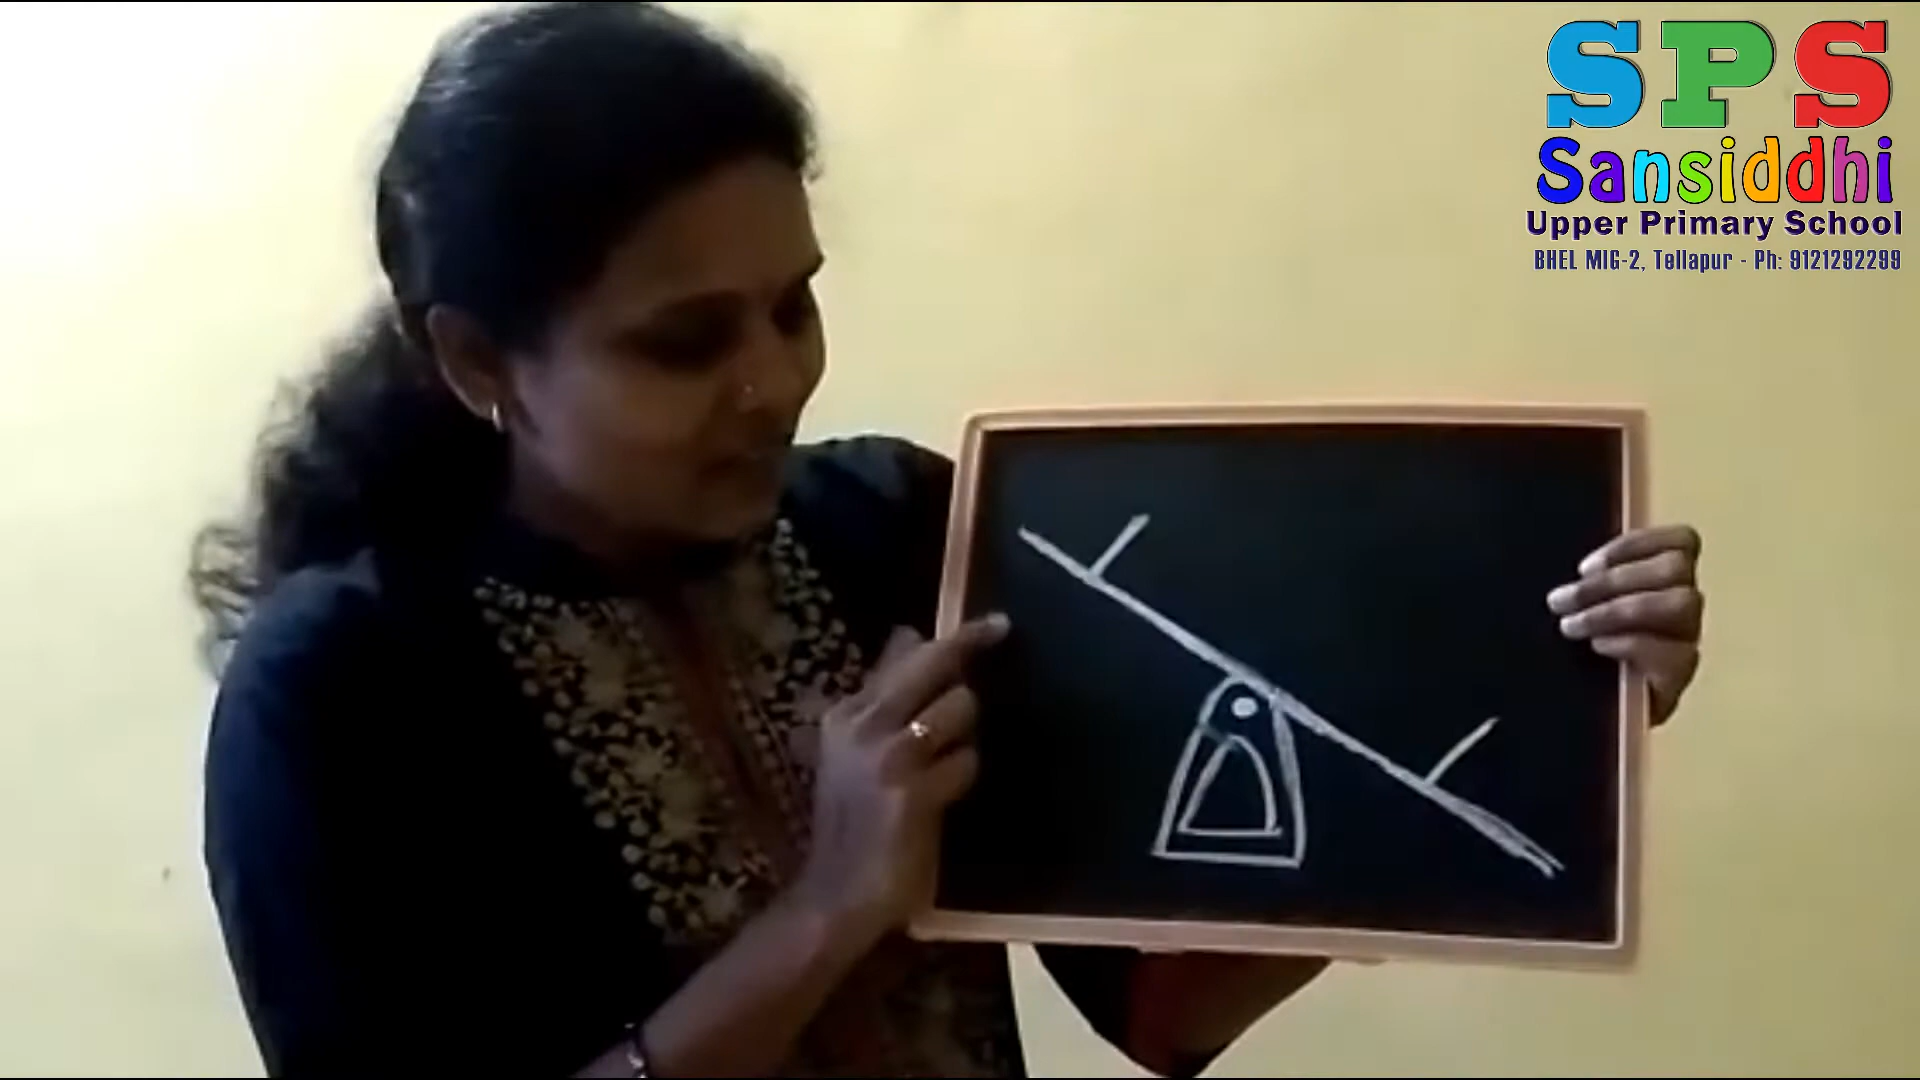 SPS
Sansiddhi
Upper Primary School
BHEL MIG-2, Tellapur - Ph: 9121292299